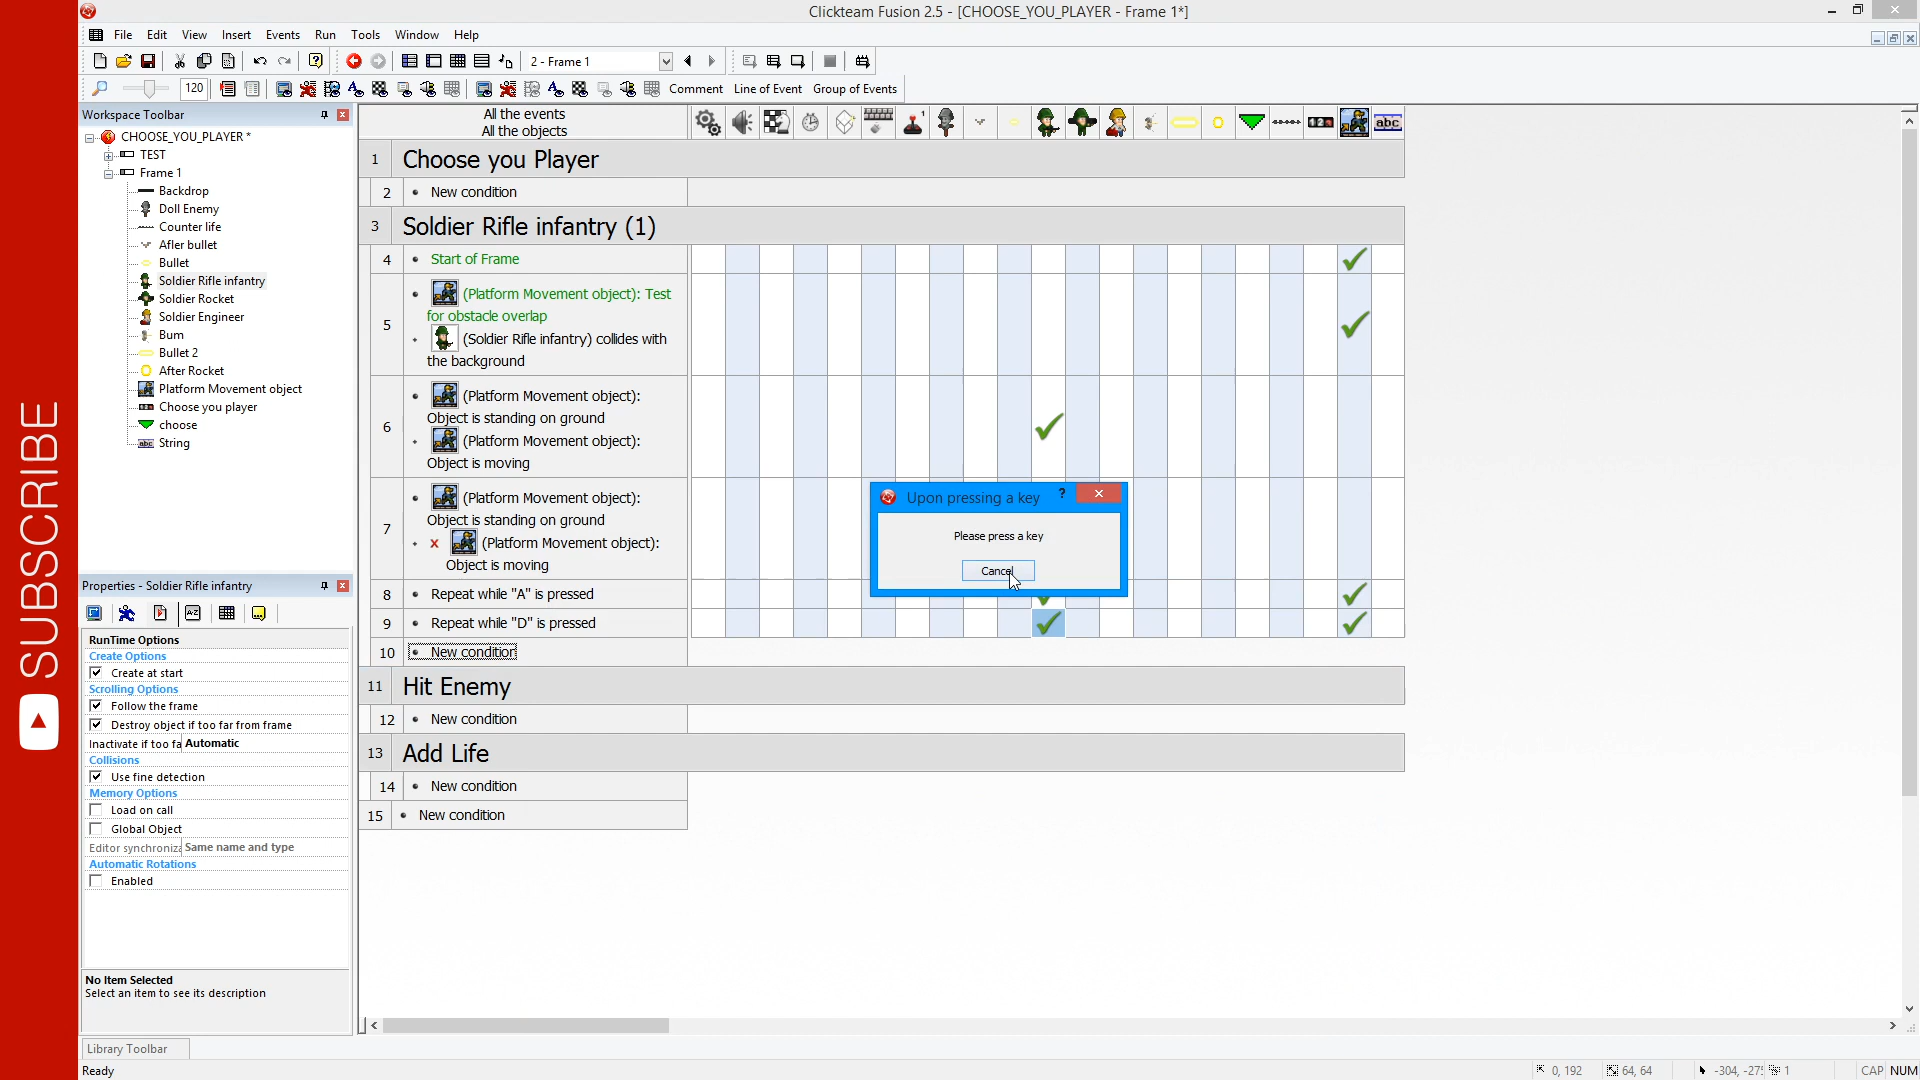 SUBSCRIBE
Clickteam Fusion 2.5 - [CHOOSE_YOU_PLAYER - Frame 1*]
File Edit View Insert Events Run Tools Window Help
2 - Frame 1
120
Comment Line of Event Group of Events
Workspace Toolbar
CHOOSE_YOU_PLAYER *
TEST
Frame 1
Backdrop
Doll Enemy
Counter life
Afler bullet
Bullet
Soldier Rifle infantry
Soldier Rocket
Soldier Engineer
Bum
Bullet 2
After Rocket
Platform Movement object
Choose you player
choose
String
Properties - Soldier Rifle infantry
RunTime Options
Create Options
Create at start
Scrolling Options
Follow the frame
Destroy object if too far from frame
Inactivate if too fa Automatic
Collisions
Use fine detection
Memory Options
Load on call
Global Object
Editor synchroniza Same name and type
Automatic Rotations
Enabled
No Item Selected
Select an item to see its description
Library Toolbar
Ready
All the events
All the objects
1 Choose you Player
2 New condition
3 Soldier Rifle infantry (1)
4 Start of Frame
5 (Platform Movement object): Test
for obstacle overlap
(Soldier Rifle infantry) collides with
the background
6 (Platform Movement object):
Object is standing on ground
(Platform Movement object):
Object is moving
7 (Platform Movement object):
Object is standing on ground
X (Platform Movement object):
Object is moving
8 Repeat while "A" is pressed
9 Repeat while "D" is pressed
10 New condition
11 Hit Enemy
12 New condition
13 Add Life
14 New condition
15 New condition
abc
Upon pressing a key ?
Please press a key
Cancel
0, 192 64, 64 1 CAP NUM